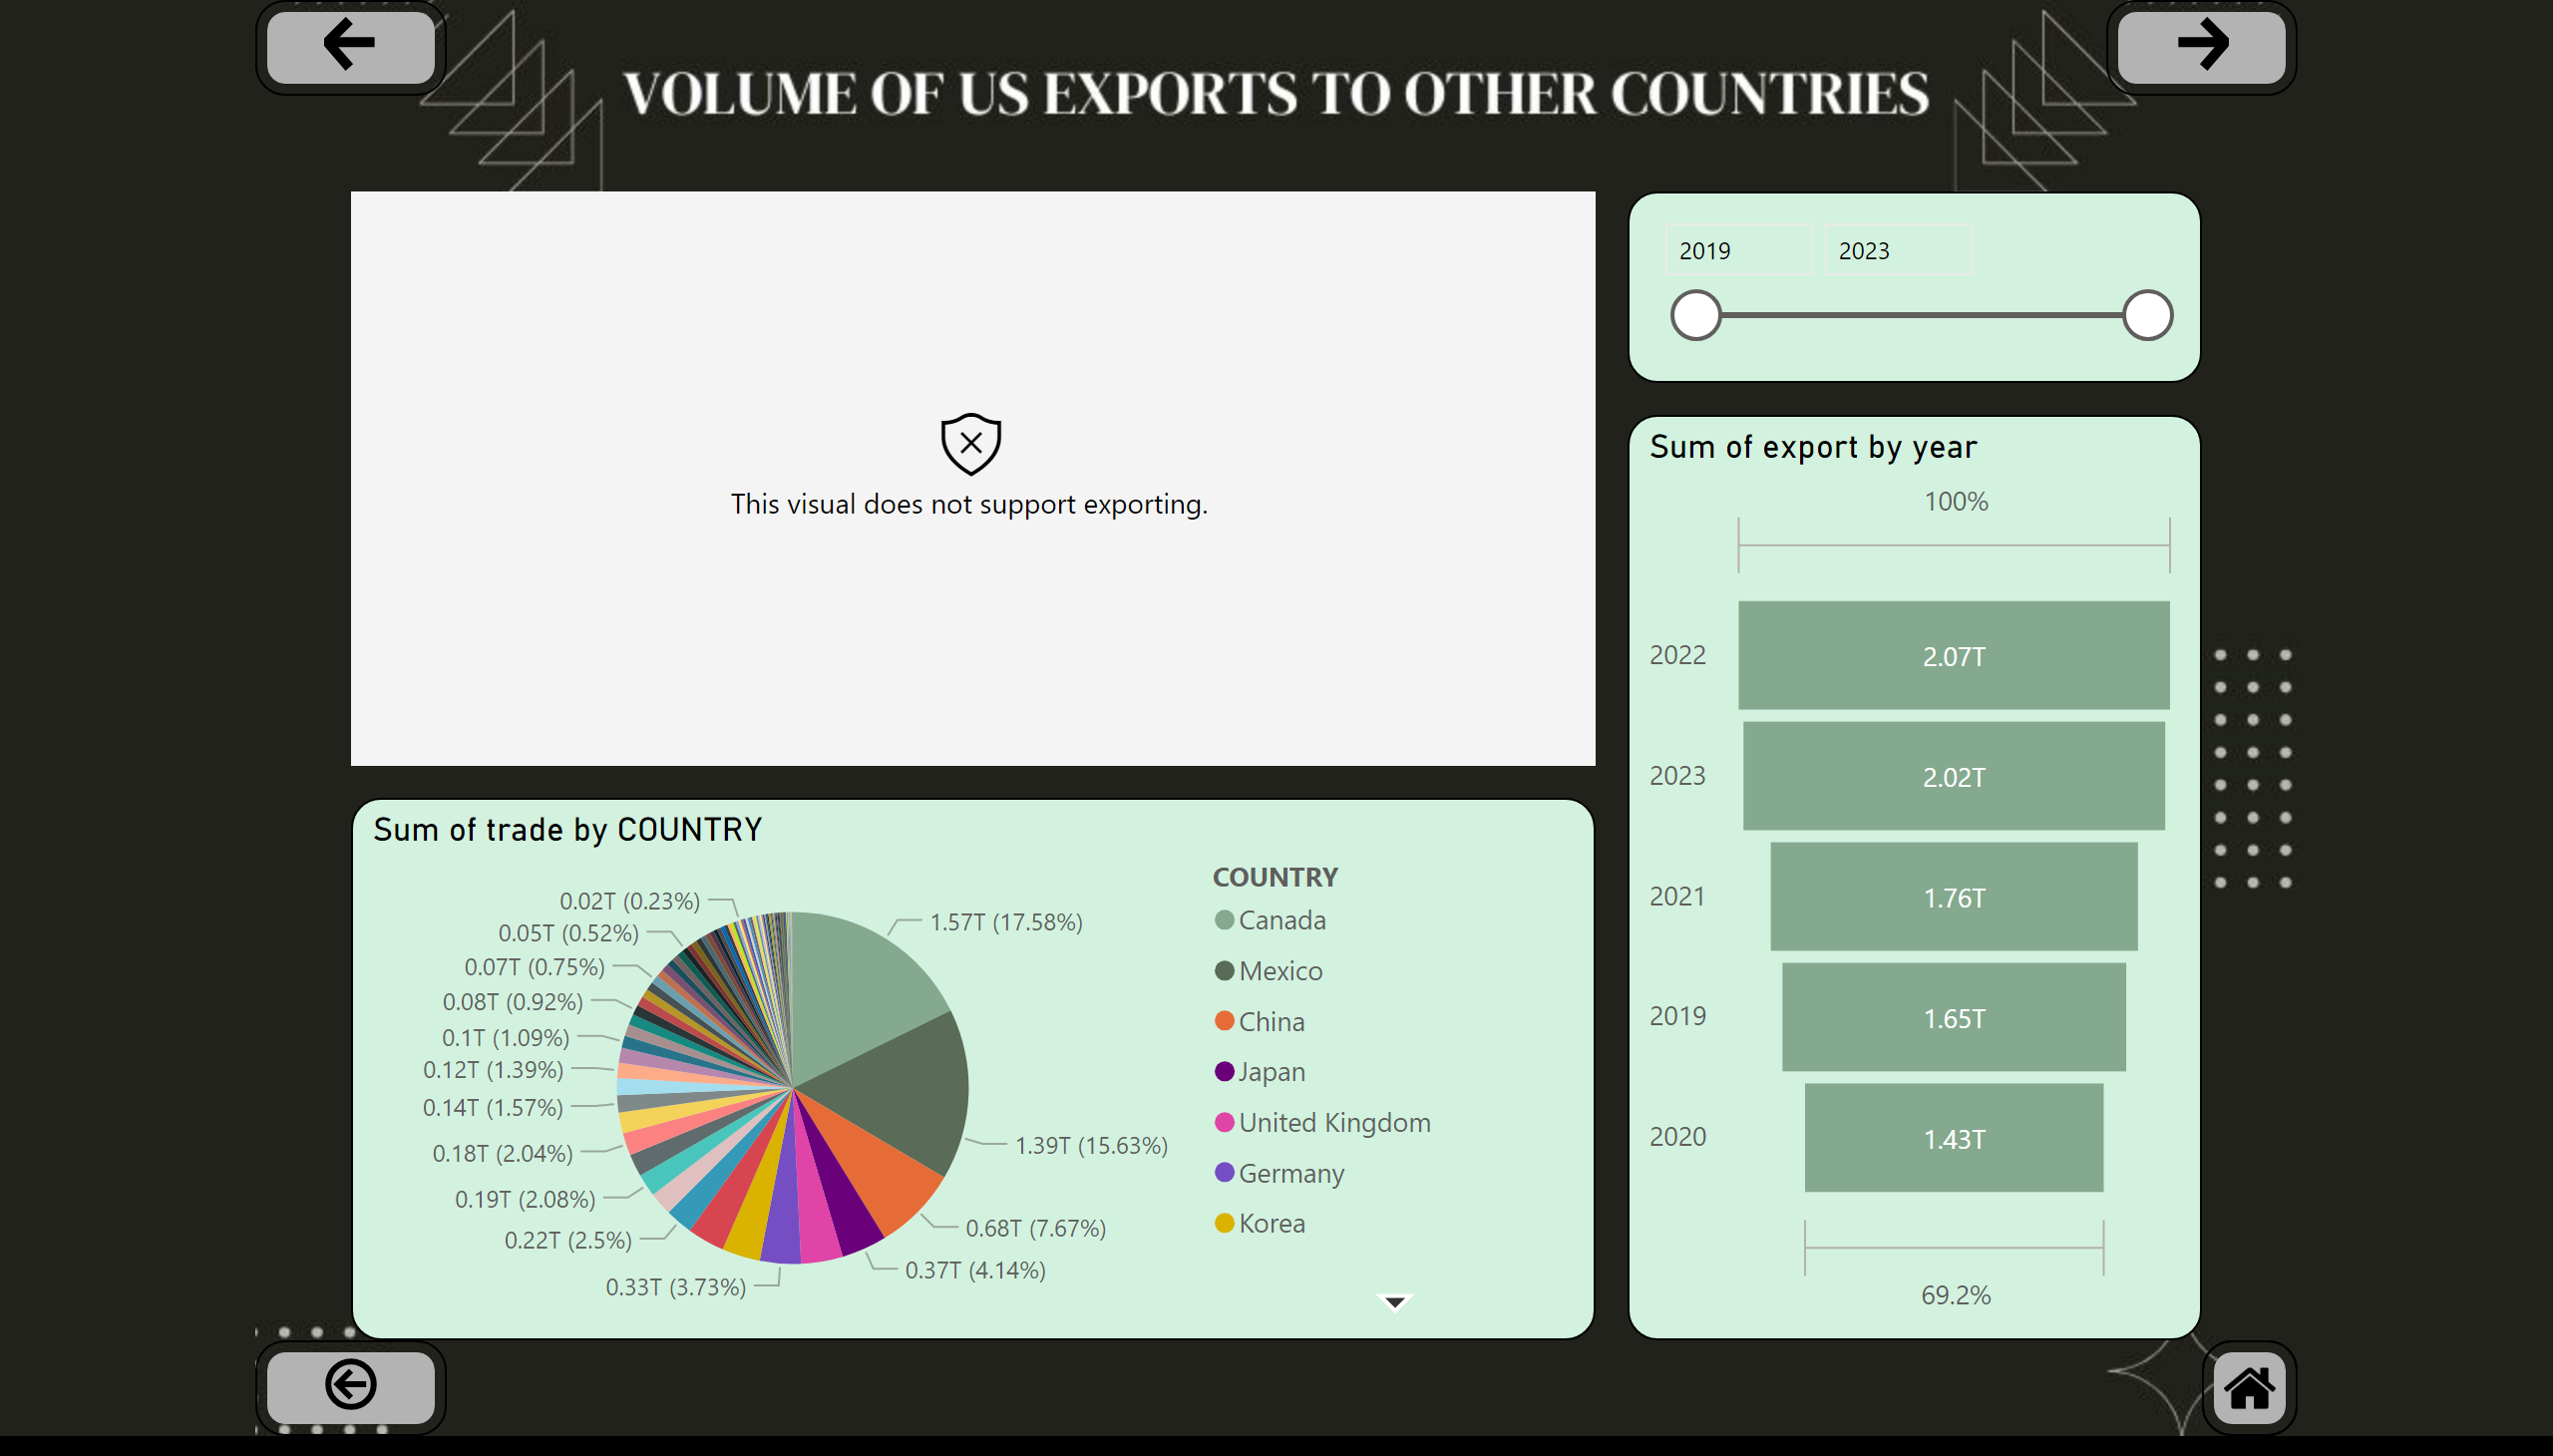 VOLUME OF US EXPORTS TO OTHER COUNTRIES
This visual does not support exporting.
2019
2023
Sum of trade by COUNTRY
0.02T (0.23%)
0.05T (0.52%)
0.07T (0.75%)
0.08T (0.92%)
0.1T (1.09%)
0.12T (1.39%)
0.14T (1.57%)
0.18T (2.04%)
0.19T (2.08%)
0.22T (2.5%)
0.33T (3.73%)
1.57T (17.58%)
1.39T (15.63%)
0.68T (7.67%)
0.37T (4.14%)
COUNTRY
Canada
Mexico
China
Japan
United Kingdom
Germany
Korea
Sum of export by year
100%
2022
2.07T
2023
2.02T
2021
1.76T
2019
1.65T
2020
1.43T
69.2%